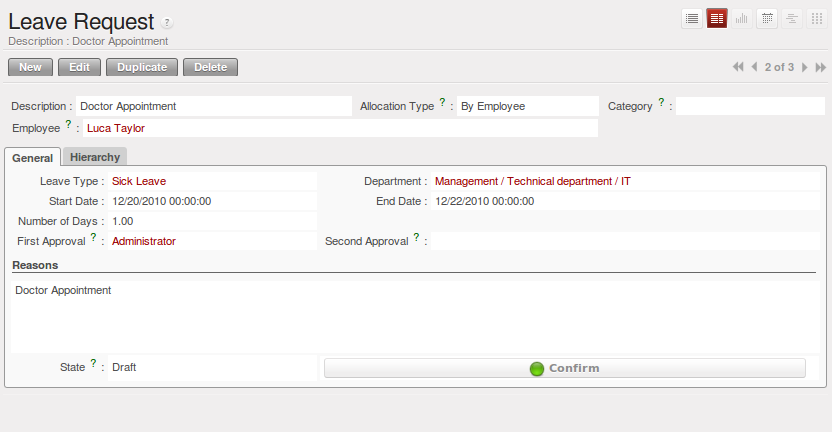 Leave Request ?
Description : Doctor Appointment
New Edit Duplicate Delete 2 of 3
Description : Doctor Appointment Allocation Type ? : By Employee Category ? :
Employee ? : Luca Taylor
General Hierarchy
Leave Type : Sick Leave Department : Management / Technical department / IT
Start Date : 12/20/2010 00:00:00 End Date : 12/22/2010 00:00:00
Number of Days : 1.00
First Approval ? : Administrator Second Approval ? :
Reasons
Doctor Appointment
State ? : Draft Confirm